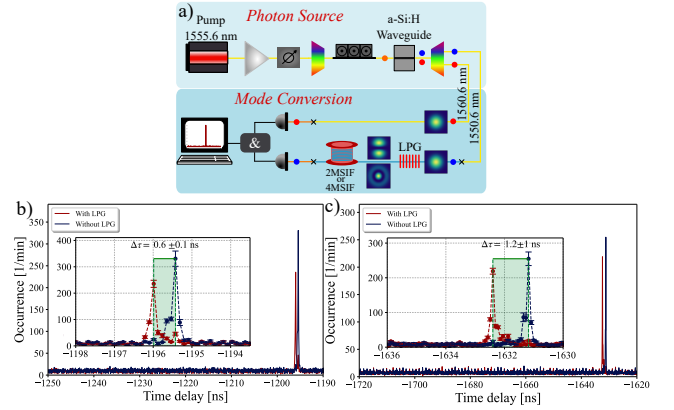 a)
Photon Source
Pump
1555.6 nm
a-Si:H
Waveguide
1560.6 nm
1550.6 nm
Mode Conversion
&
LPG
2MSIF
or
4MSIF
b)
With LPG
Without LPG
Δτ = 0.6 ±0.1 ns
400
300
200
100
0
−1198 −1197 −1196 −1195 −1194
350
300
250
200
150
100
50
0
Occurrence [1/min]
−1250 −1240 −1230 −1220 −1210 −1200 −1190
Time delay [ns]
c)
With LPG
Without LPG
Δτ = 1.2±1 ns
300
200
100
0
−1636 −1634 −1632 −1630
300
250
200
150
100
50
0
Occurrence [1/min]
−1720 −1700 −1680 −1660 −1640 −1620
Time delay [ns]